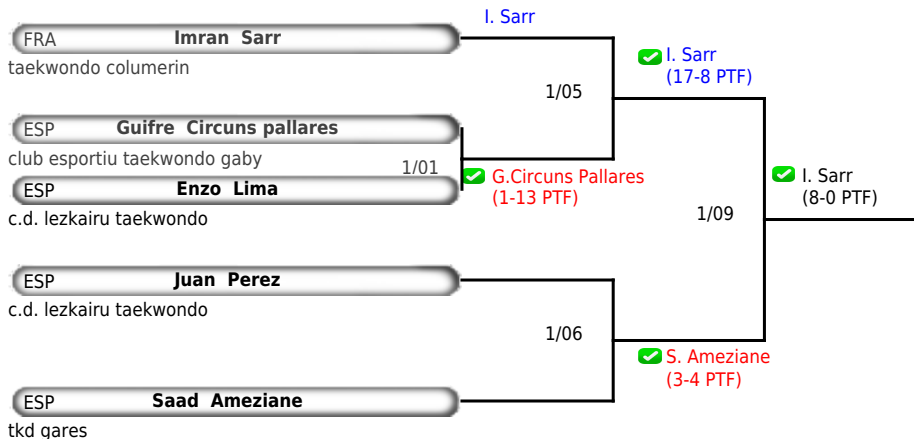 I. Sarr
FRA Imran Sarr
taekwondo columerin
I. Sarr
(17-8 PTF)
1/05
ESP Guifre Circuns pallares
club esportiu taekwondo gaby
1/01
G.Circuns Pallares
(1-13 PTF)
ESP Enzo Lima
c.d. lezkairu taekwondo
I. Sarr
(8-0 PTF)
1/09
ESP Juan Perez
c.d. lezkairu taekwondo
1/06
S. Ameziane
(3-4 PTF)
ESP Saad Ameziane
tkd gares